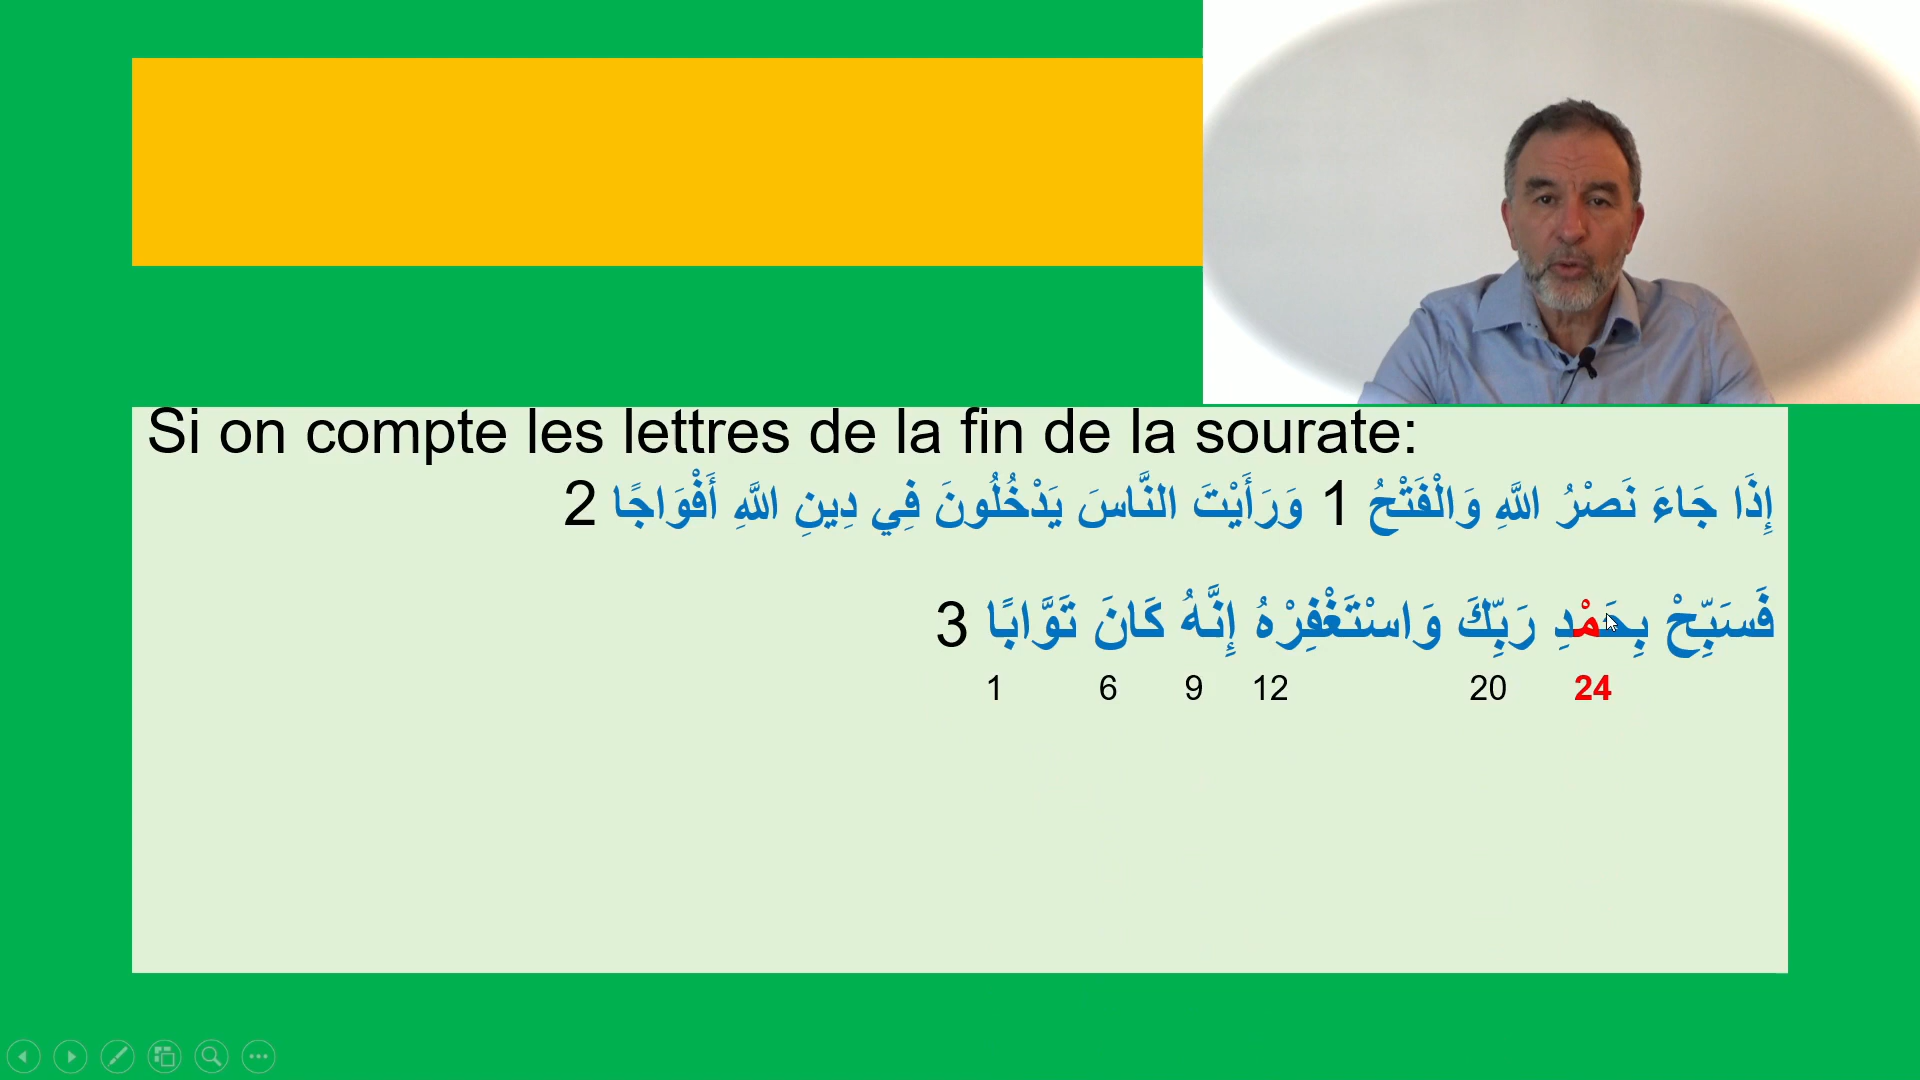 Si on compte les lettres de la fin de la sourate:
إِذَا جَاءَ نَصْرُ اللَّهِ وَالْفَتْحُ 1 وَرَأَيْتَ النَّاسَ يَدْخُلُونَ فِي دِينِ اللَّهِ أَفْوَاجًا 2
فَسَبِّحْ بِحَمْدِ رَبِّكَ وَاسْتَغْفِرْهُ إِنَّهُ كَانَ تَوَّابًا 3
1 6 9 12 20 24